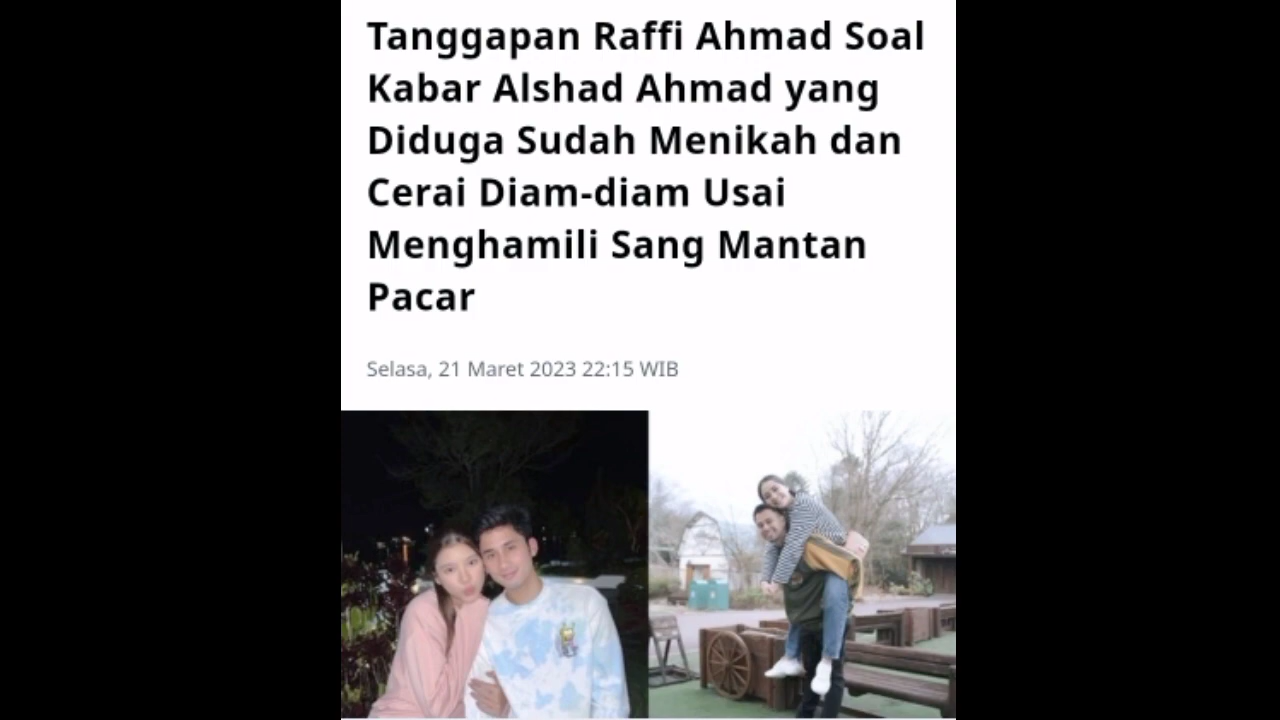 Tanggapan Raffi Ahmad Soal
Kabar Alshad Ahmad yang
Diduga Sudah Menikah dan
Cerai Diam-diam Usai
Menghamili Sang Mantan
Pacar
Selasa, 21 Maret 2023 22:15 WIB